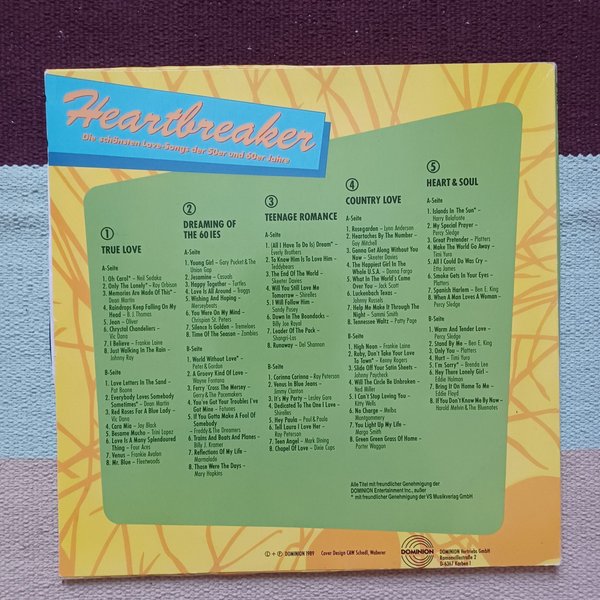 Heartbreaker
Die schönsten Love-Songs der 50er und 60er Jahre
1
TRUE LOVE
A-Seite
1. Oh Carol* – Neil Sedaka
2. Only The Lonely* – Roy Orbison
3. Memories Are Made Of This* –
Dean Martin
4. Raindrops Keep Falling On My
Head – B.J. Thomas
5. Jean – Oliver
6. Chrystal Chandeliers –
Vic Dana
7. I Believe – Frankie Laine
8. Just Walking In The Rain –
Johnny Ray
B-Seite
1. Love Letters In The Sand –
Pat Boone
2. Everybody Loves Somebody
Sometimes* – Dean Martin
3. Red Roses For A Blue Lady –
Vic Dana
4. Cara Mia – Jay Black
5. Besame Mucho – Trini Lopez
6. Love Is A Many Splendoured
Thing – Four Aces
7. Venus – Frankie Avalon
8. Mr. Blue – Fleetwoods
2
DREAMING OF
THE 60IES
A-Seite
1. Young Girl – Gary Puckett & The
Union Gap
2. Jesamine – Casuals
3. Happy Together – Turtles
4. Love Is All Around – Troggs
5. Wishing And Hoping –
Merseybeats
6. You Were On My Mind –
Crispian St. Peters
7. Silence Is Golden – Tremeloes
8. Time Of The Season – Zombies
B-Seite
1. World Without Love* –
Peter & Gordon
2. A Groovy Kind Of Love –
Wayne Fontana
3. Ferry 'Cross The Mersey –
Gerry & The Pacemakers
4. You've Got Your Troubles I've
Got Mine – Fotunes
5. If You Gotta Make A Fool Of
Somebody –
Freddy & The Dreamers
6. Trains And Boots And Planes –
Billy J. Kramer
7. Reflections Of My Life –
Marmalade
8. Those Were The Days –
Mary Hopkins
3
TEENAGE ROMANCE
A-Seite
1. (All I Have To Do Is) Dream* –
Everly Brothers
2. To Know Him Is To Love Him –
Teddybears
3. The End Of The World –
Skeeter Davies
4. Will You Still Love Me
Tomorrow – Shirelles
5. I Will Follow Him –
Sandy Posey
6. Down In The Boondocks –
Billy Joe Royal
7. Leader Of The Pack –
Shangri-Las
8. Runaway – Del Shannon
B-Seite
1. Corinna Corinna – Ray Peterson
2. Venus In Blue Jeans –
Jimmy Clanton
3. It's My Party – Lesley Gore
4. Dedicated To The One I Love –
Shirelles
5. Hey Paula – Paul & Paula
6. Tell Laura I Love Her –
Ray Peterson
7. Teen Angel – Mark Dining
8. Chapel Of Love – Dixie Cups
4
COUNTRY LOVE
A-Seite
1. Rosegarden – Lynn Anderson
2. Heartaches By The Number –
Guy Mitchell
3. Gonna Get Along Without You
Now – Skeeter Davies
4. The Happiest Girl In The
Whole U.S.A. – Donna Fargo
5. What In The World's Come
Over You – Jack Scott
6. Luckenback Texas –
Johnny Russels
7. Help Me Make It Through The
Night – Sammi Smith
8. Tennessee Waltz – Patty Page
B-Seite
1. High Noon – Frankie Laine
2. Ruby, Don't Take Your Love
To Town – Kenny Rogers
3. Slide Off Your Satin Sheets –
Johnny Paycheck
4. Will The Circle Be Unbroken –
Ned Miller
5. I Can't Stop Loving You –
Kitty Wells
6. No Charge – Melba
Montgommery
7. You Light Up My Life –
Margo Smith
8. Green Green Grass Of Home –
Porter Waggon
5
HEART & SOUL
A-Seite
1. Islands In The Sun* –
Harry Belafonte
2. My Special Prayer –
Percy Sledge
3. Great Pretender – Platters
4. Make The World Go Away –
Timi Yuro
5. All I Could Do Was Cry –
Etta James
6. Smoke Gets In Your Eyes –
Platters
7. Spanish Harlem – Ben E. King
8. When A Man Loves A Woman –
Percy Sledge
B-Seite
1. Warm And Tender Love –
Percy Sledge
2. Stand By Me – Ben E. King
3. Only You – Platters
4. Hurt – Timi Yuro
5. I'm Sorry* – Brenda Lee
6. Hey There Lonely Girl –
Eddie Holman
7. Bring It On Home To Me –
Eddie Floyd
8. If You Don't Know Me By Now –
Harold Melvin & The Bluenotes
Alle Titel mit freundlicher Genehmigung der
DOMINION Entertainment Inc., außer
* mit freundlicher Genehmigung der VS Musikverlag GmbH
© + ℗ DOMINION 1989
Cover Design CAW Schedl, Weberer
DOMINION
DOMINION Vertriebs GmbH
Ramonvillestraße 2
D-6367 Karben 1